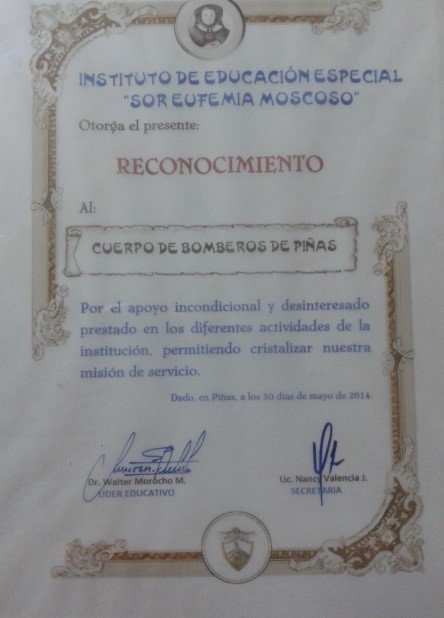 INSTITUTO DE EDUCACIÓN ESPECIAL
"SOR EUFEMIA MOSCOSO"
Otorga el presente:
RECONOCIMIENTO
Al:
CUERPO DE BOMBEROS DE PIÑAS
Por el apoyo incondicional y desinteresado
prestado en los diferentes actividades de la
institución, permitiendo cristalizar nuestra
misión de servicio.
Dado, en Piñas, a los 30 días de mayo de 2014.
Dr. Walter Morocho M.
LIDER EDUCATIVO
Lic. Nancy Valencia J.
SECRETARIA